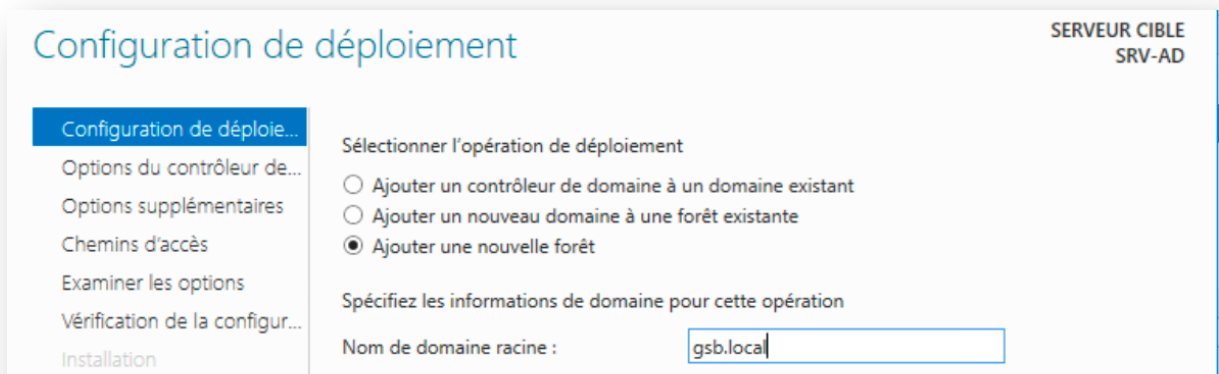 Configuration de déploiement
SERVEUR CIBLE
SRV-AD
Configuration de déploie...
Options du contrôleur de...
Options supplémentaires
Chemins d'accès
Examiner les options
Vérification de la configur...
Installation
Sélectionner l'opération de déploiement
Ajouter un contrôleur de domaine à un domaine existant
Ajouter un nouveau domaine à une forêt existante
Ajouter une nouvelle forêt
Spécifiez les informations de domaine pour cette opération
Nom de domaine racine :
gsb.local